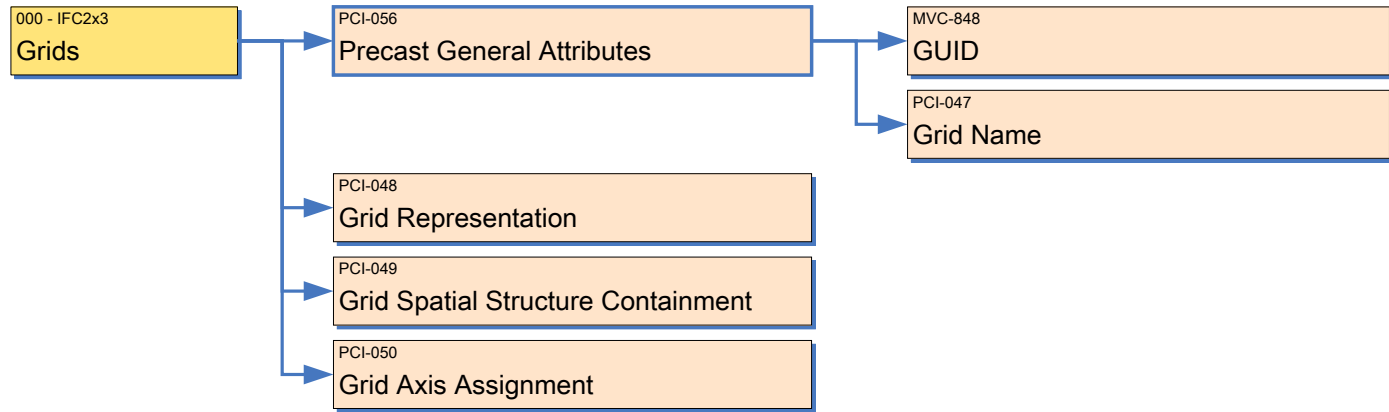 000 - IFC2x3
Grids
PCI-056
Precast General Attributes
MVC-848
GUID
PCI-047
Grid Name
PCI-048
Grid Representation
PCI-049
Grid Spatial Structure Containment
PCI-050
Grid Axis Assignment